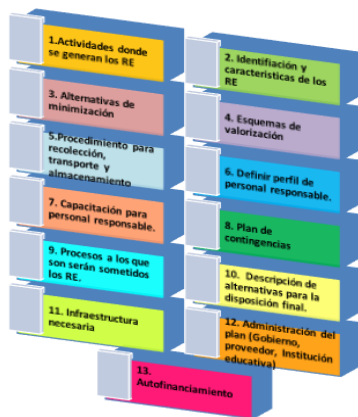 1.Actividades donde
se generan los RE
2. Identifiación y
características de los
RE
3. Alternativas de
minimización
4. Esquemas de
valorización
5.Procedimiento para
recolección,
transporte y
almacenamiento
6. Definir perfil de
personal responsable.
7. Capacitación para
personal responsable.
8. Plan de
contingencias
9. Procesos a los que
son serán sometidos
los RE.
10. Descripción de
alternativas para la
disposición final.
11. Infraestructura
necesaria
12. Administración del
plan (Gobierno,
proveedor, Institución
educativa)
13.
Autofinanciamiento